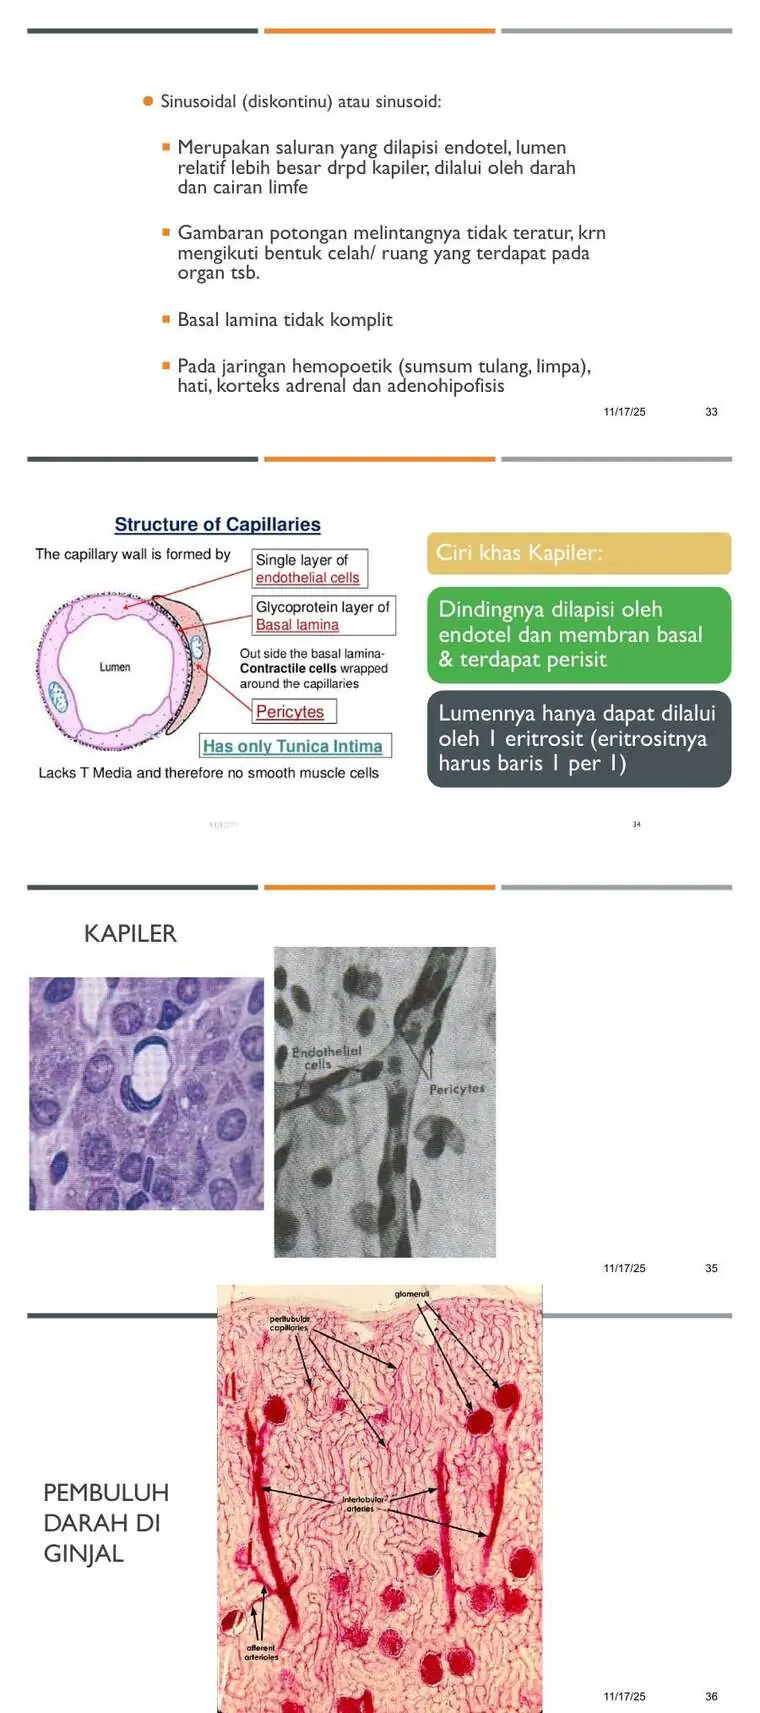 Sinusoidal (diskontinu) atau sinusoid:
Merupakan saluran yang dilapisi endotel, lumen
relatif lebih besar drpd kapiler, dilalui oleh darah
dan cairan limfe
Gambaran potongan melintangnya tidak teratur, krn
mengikuti bentuk celah/ ruang yang terdapat pada
organ tsb.
Basal lamina tidak komplit
Pada jaringan hemopoetik (sumsum tulang, limpa),
hati, korteks adrenal dan adenohipofisis
11/17/25 33
Structure of Capillaries
The capillary wall is formed by
Single layer of
endothelial cells
Glycoprotein layer of
Basal lamina
Out side the basal lamina-
Contractile cells wrapped
around the capillaries
Lumen
Pericytes
Has only Tunica Intima
Lacks T Media and therefore no smooth muscle cells
Ciri khas Kapiler:
Dindingnya dilapisi oleh
endotel dan membran basal
& terdapat perisit
Lumennya hanya dapat dilalui
oleh 1 eritrosit (eritrositnya
harus baris 1 per 1)
34
KAPILER
Endothelial
cells
Pericytes
11/17/25 35
glomeruli
peritubular
capillaries
PEMBULUH
DARAH DI
GINJAL
interlobular
arteries
afferent
arterioles
11/17/25 36